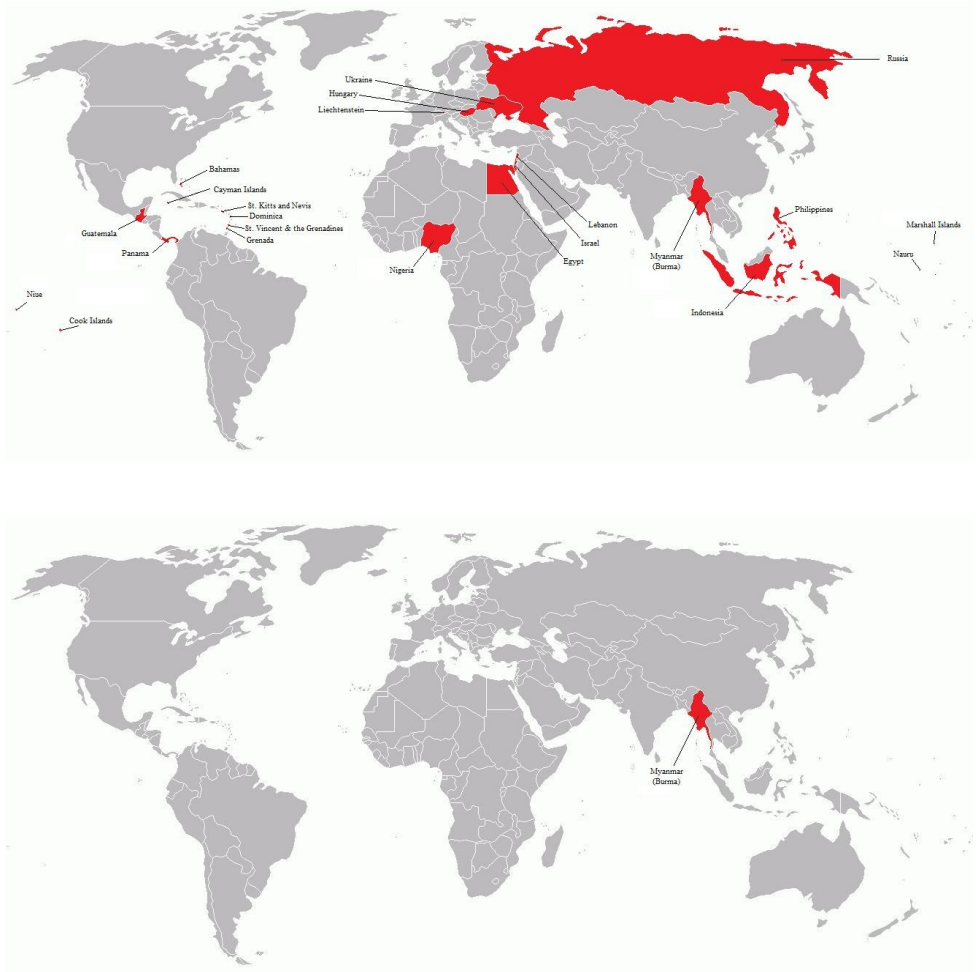 Russia
Ukraine
Hungary
Liechtenstein
Bahamas
Cayman Islands
St. Kitts and Nevis
Dominica
St. Vincent & the Grenadines
Grenada
Guatemala
Panama
Nigeria
Lebanon
Israel
Egypt
Myanmar
(Burma)
Philippines
Indonesia
Marshall Islands
Nauru
Niue
Cook Islands
Myanmar
(Burma)